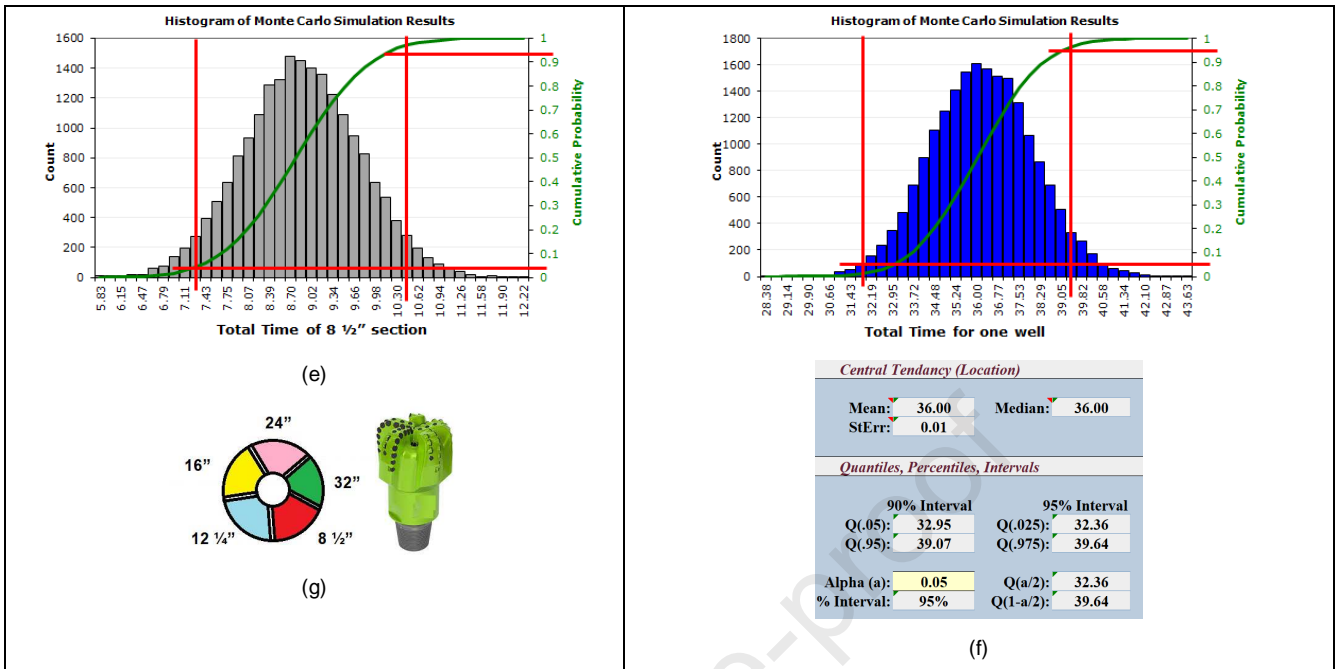 Histogram of Monte Carlo Simulation Results
1600
1400
1200
1000
800
600
400
200
0
Count
1
0.9
0.8
0.7
0.6
0.5
0.4
0.3
0.2
0.1
0
Cumulative Probability
5.83 6.15 6.47 6.79 7.11 7.43 7.75 8.07 8.39 8.70 9.02 9.34 9.66 9.98 10.30 10.62 10.94 11.26 11.58 11.90 12.22
Total Time of 8 ½” section
(e)
24”
16”
32”
12 ¼”
8 ½”
(g)
Histogram of Monte Carlo Simulation Results
1800
1600
1400
1200
1000
800
600
400
200
0
Count
1
0.9
0.8
0.7
0.6
0.5
0.4
0.3
0.2
0.1
0
Cumulative Probability
28.38 29.14 29.90 30.66 31.43 32.19 32.95 33.72 34.48 35.24 36.00 36.77 37.53 38.29 39.05 39.82 40.58 41.34 42.10 42.87 43.63
Total Time for one well
Central Tendancy (Location)
Mean: 36.00 Median: 36.00
StErr: 0.01
Quantiles, Percentiles, Intervals
90% Interval 95% Interval
Q(.05): 32.95 Q(.025): 32.36
Q(.95): 39.07 Q(.975): 39.64
Alpha (a): 0.05 Q(a/2): 32.36
% Interval: 95% Q(1-a/2): 39.64
(f)
e-proof